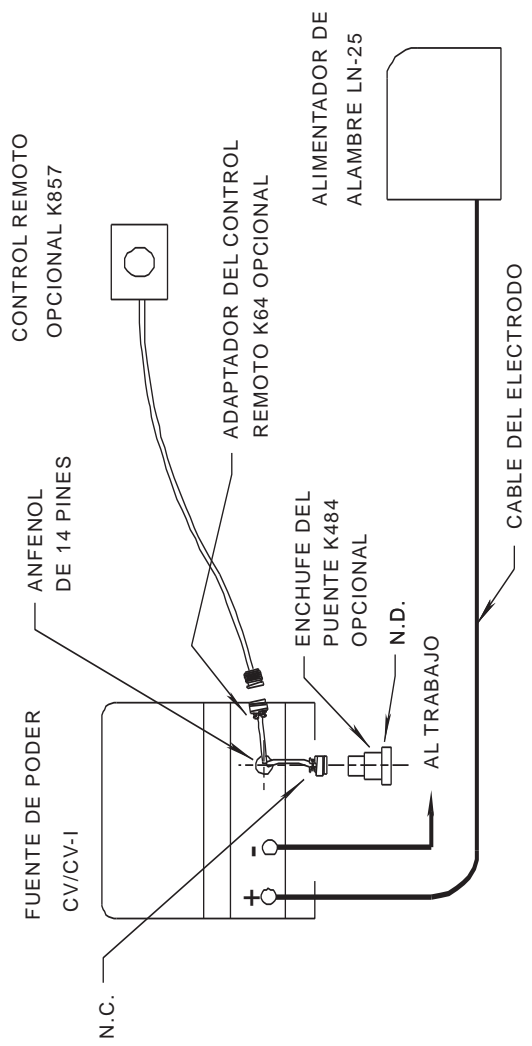 CONTROL REMOTO
OPCIONAL K857
ANFENOL
DE 14 PINES
FUENTE DE PODER
CV/CV-I
ADAPTADOR DEL CONTROL
REMOTO K64 OPCIONAL
ALIMENTADOR DE
ALAMBRE LN-25
N.C.
+
-
ENCHUFE DEL
PUENTE K484
OPCIONAL
N.D.
AL TRABAJO
CABLE DEL ELECTRODO